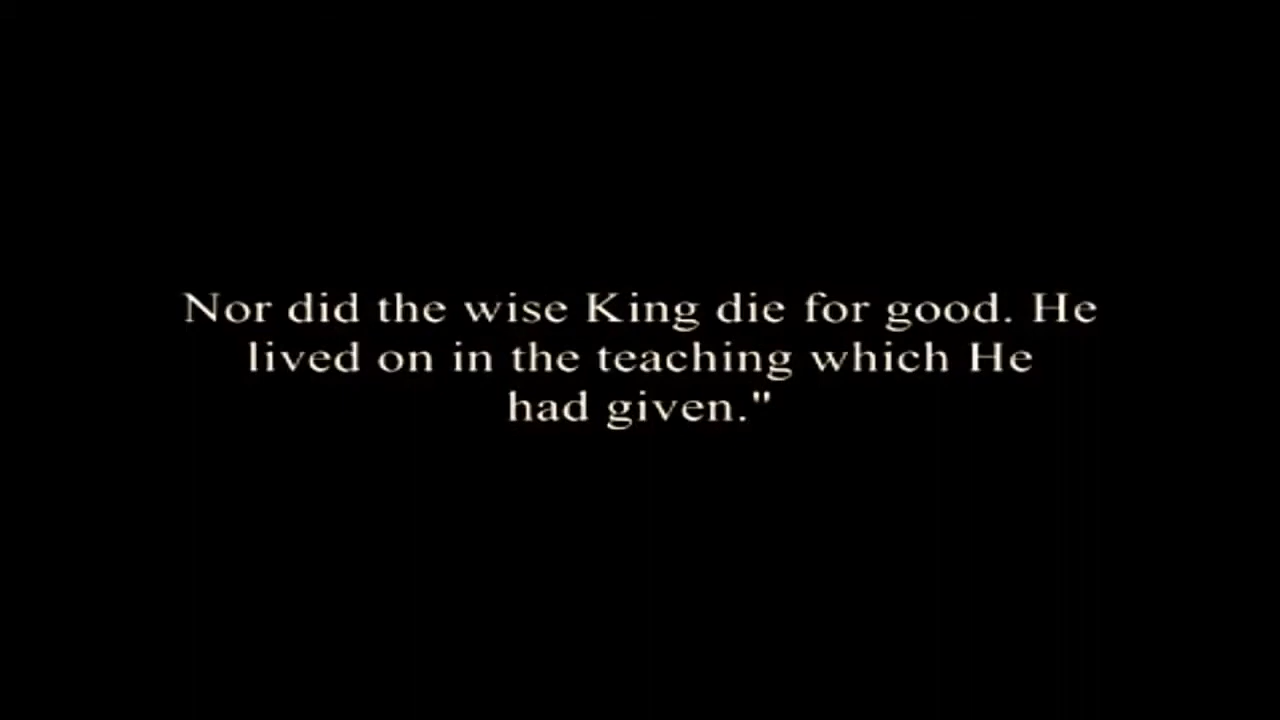 Nor did the wise King die for good. He
lived on in the teaching which He
had given."